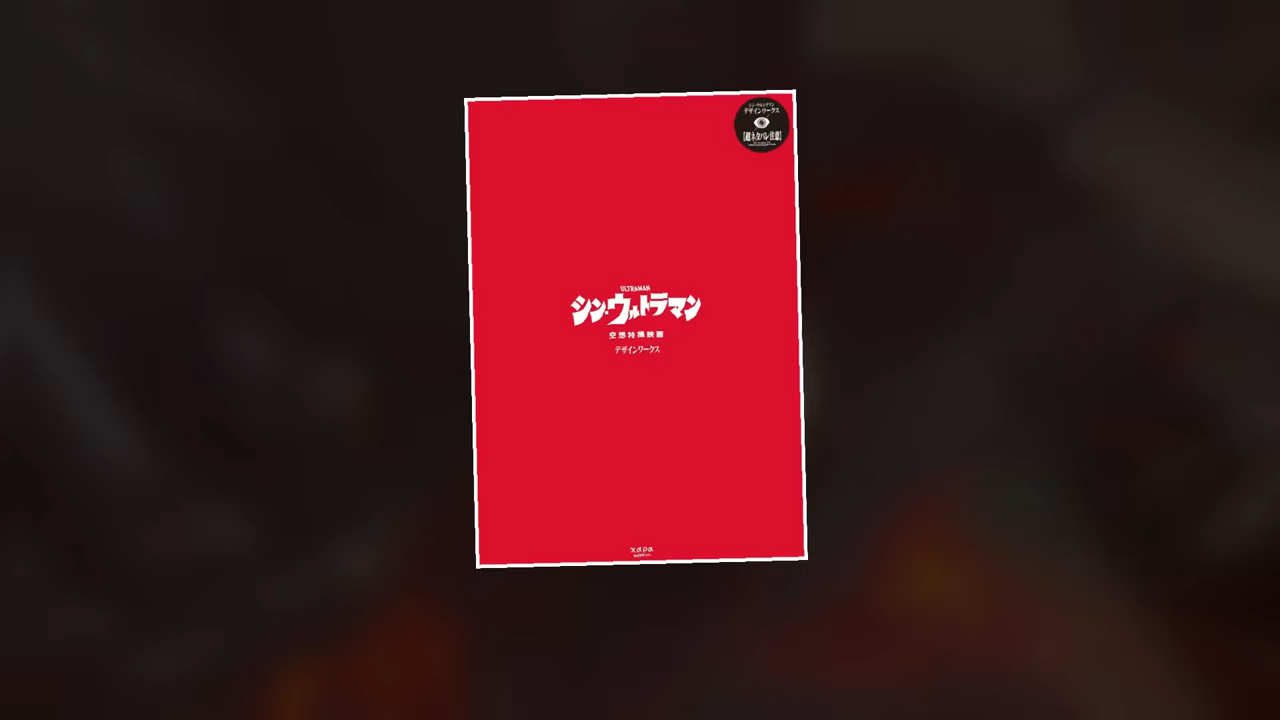 シン・ウルトラマン
デザインワークス
【超ネタバレ注意】
ULTRAMAN
シン・ウルトラマン
空想特撮映画
デザインワークス
χαρα